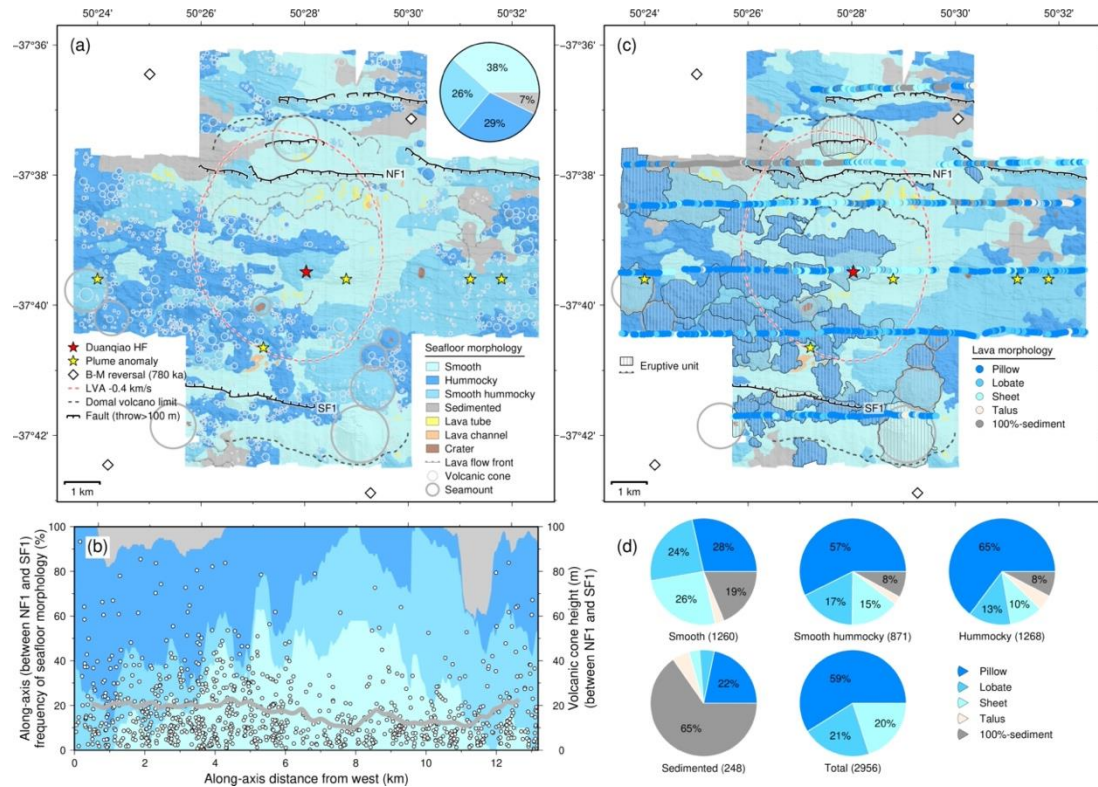 50°24' 50°26' 50°28' 50°30' 50°32'
50°24' 50°26' 50°28' 50°30' 50°32'
-37°36'
-37°38'
-37°40'
-37°42'
(a)
38%
26%
7%
29%
NF1
SF1
Duanqiao HF
Plume anomaly
B-M reversal (780 ka)
LVA -0.4 km/s
Domal volcano limit
Fault (throw>100 m)
1 km
Seafloor morphology
Smooth
Hummocky
Smooth hummocky
Sedimented
Lava tube
Lava channel
Crater
Lava flow front
Volcanic cone
Seamount
(c)
-37°36'
-37°38'
-37°40'
-37°42'
NF1
SF1
Eruptive unit
Lava morphology
Pillow
Lobate
Sheet
Talus
100%-sediment
1 km
(b)
Along-axis (between NF1 and SF1)
frequency of seafloor morphology (%)
100
80
60
40
20
0
100
80
60
40
20
0
Volcanic cone height (m)
(between NF1 and SF1)
0 2 4 6 8 10 12
Along-axis distance from west (km)
(d)
24% 28%
26% 19%
Smooth (1260)
57%
8%
17% 15%
Smooth hummocky (871)
65%
8%
13% 10%
Hummocky (1268)
22%
65%
Sedimented (248)
59%
20%
21%
Total (2956)
Pillow
Lobate
Sheet
Talus
100%-sediment